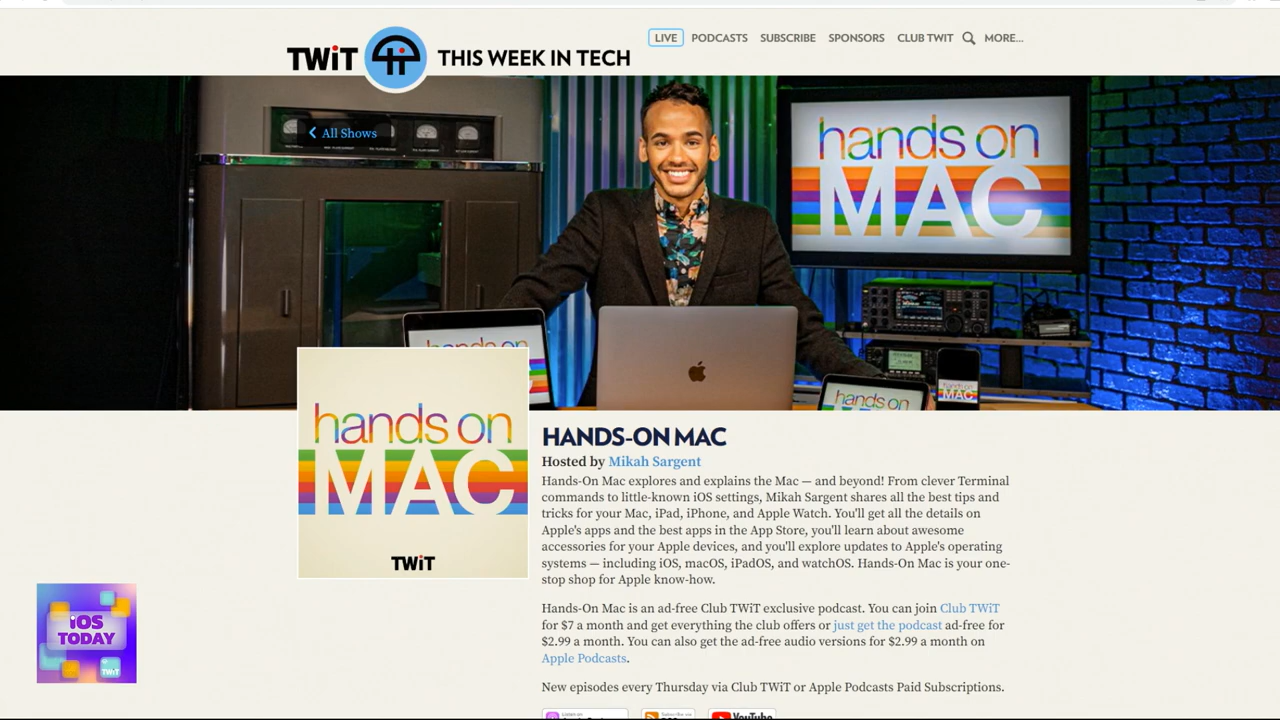 TWiT
THIS WEEK IN TECH
LIVE
PODCASTS
SUBSCRIBE
SPONSORS
CLUB TWIT
MORE...
All Shows
hands on
MAC
hands on
hands on
MAC
hands on
MAC
TWiT
HANDS-ON MAC
Hosted by Mikah Sargent
Hands-On Mac explores and explains the Mac — and beyond! From clever Terminal
commands to little-known iOS settings, Mikah Sargent shares all the best tips and
tricks for your Mac, iPad, iPhone, and Apple Watch. You'll get all the details on
Apple's apps and the best apps in the App Store, you'll learn about awesome
accessories for your Apple devices, and you'll explore updates to Apple's operating
systems — including iOS, macOS, iPadOS, and watchOS. Hands-On Mac is your one-
stop shop for Apple know-how.
Hands-On Mac is an ad-free Club TWiT exclusive podcast. You can join Club TWiT
for $7 a month and get everything the club offers or just get the podcast ad-free for
$2.99 a month. You can also get the ad-free audio versions for $2.99 a month on
Apple Podcasts.
New episodes every Thursday via Club TWiT or Apple Podcasts Paid Subscriptions.
Listen on
Subscribe via
YouTube
iOS
TODAY
TWiT